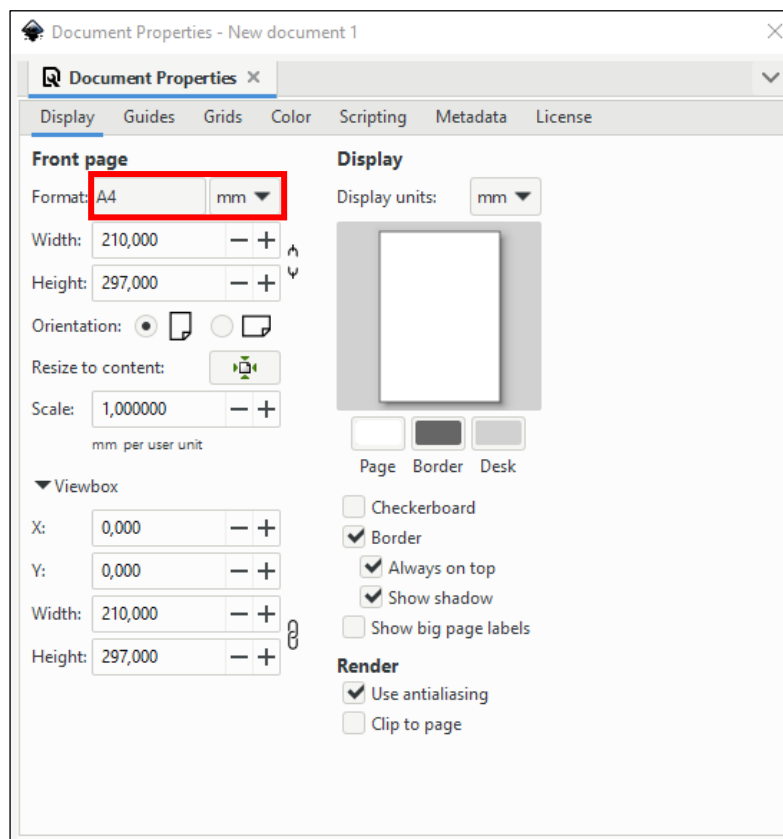 Document Properties - New document 1
Document Properties
Display Guides Grids Color Scripting Metadata License
Front page
Format: A4 mm
Width: 210,000
Height: 297,000
Orientation:
Resize to content:
Scale: 1,000000
mm per user unit
Viewbox
X: 0,000
Y: 0,000
Width: 210,000
Height: 297,000
Display
Display units: mm
Page Border Desk
Checkerboard
Border
Always on top
Show shadow
Show big page labels
Render
Use antialiasing
Clip to page